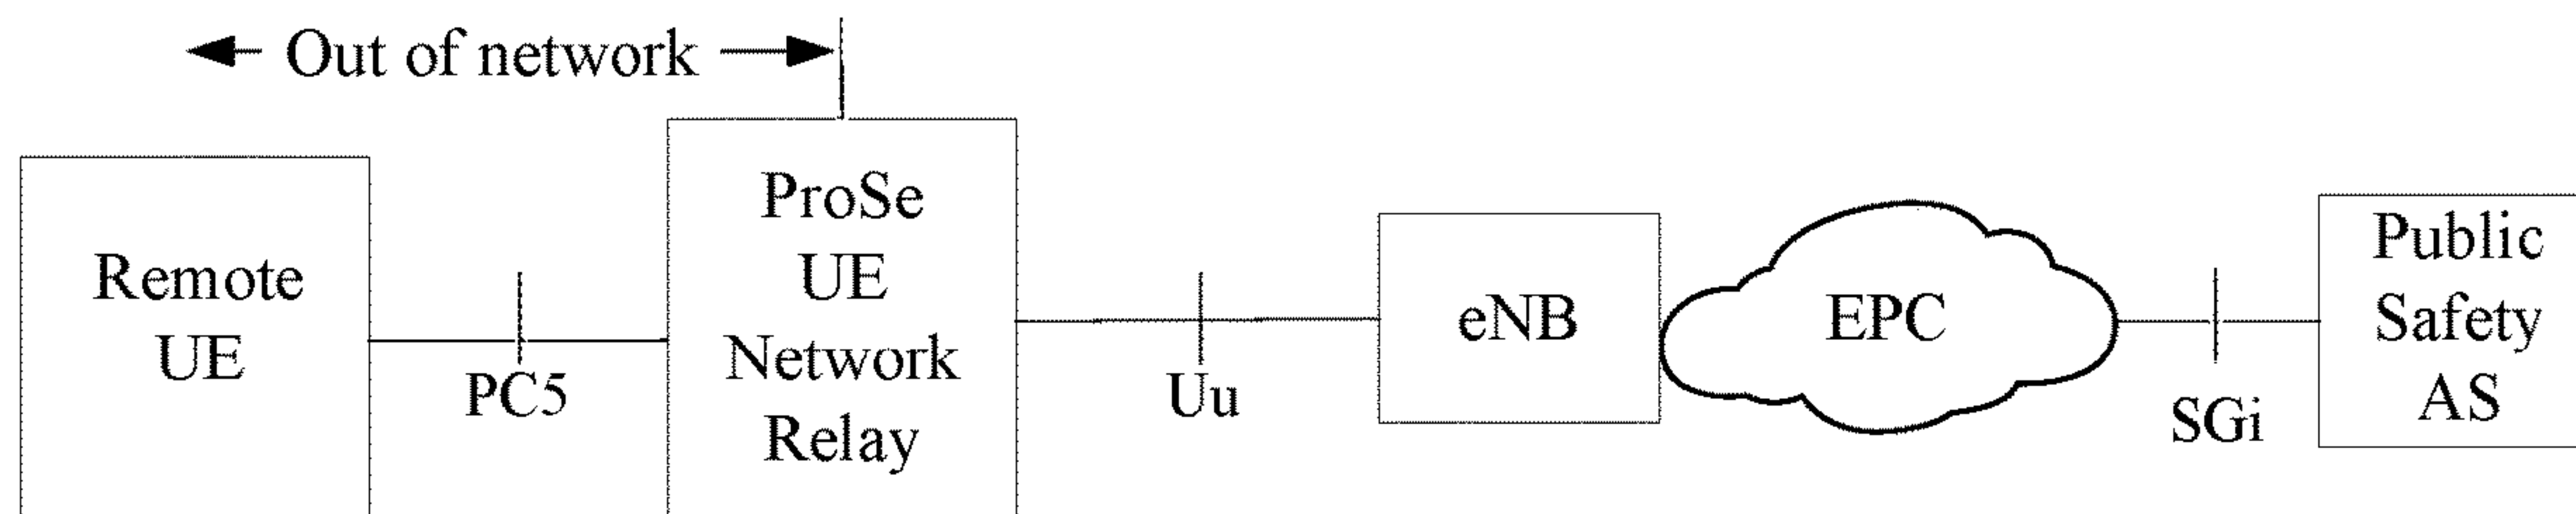 Out of network
Remote
UE
PC5
ProSe
UE
Network
Relay
Uu
eNB
EPC
SGi
Public
Safety
AS